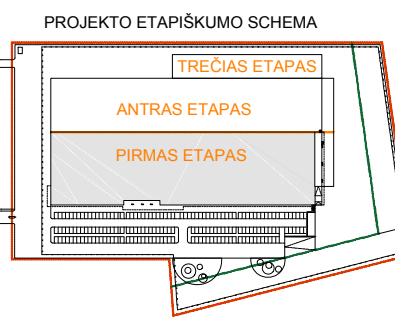 PROJEKTO ETAPIŠKUMO SCHEMA
TREČIAS ETAPAS
ANTRAS ETAPAS
PIRMAS ETAPAS